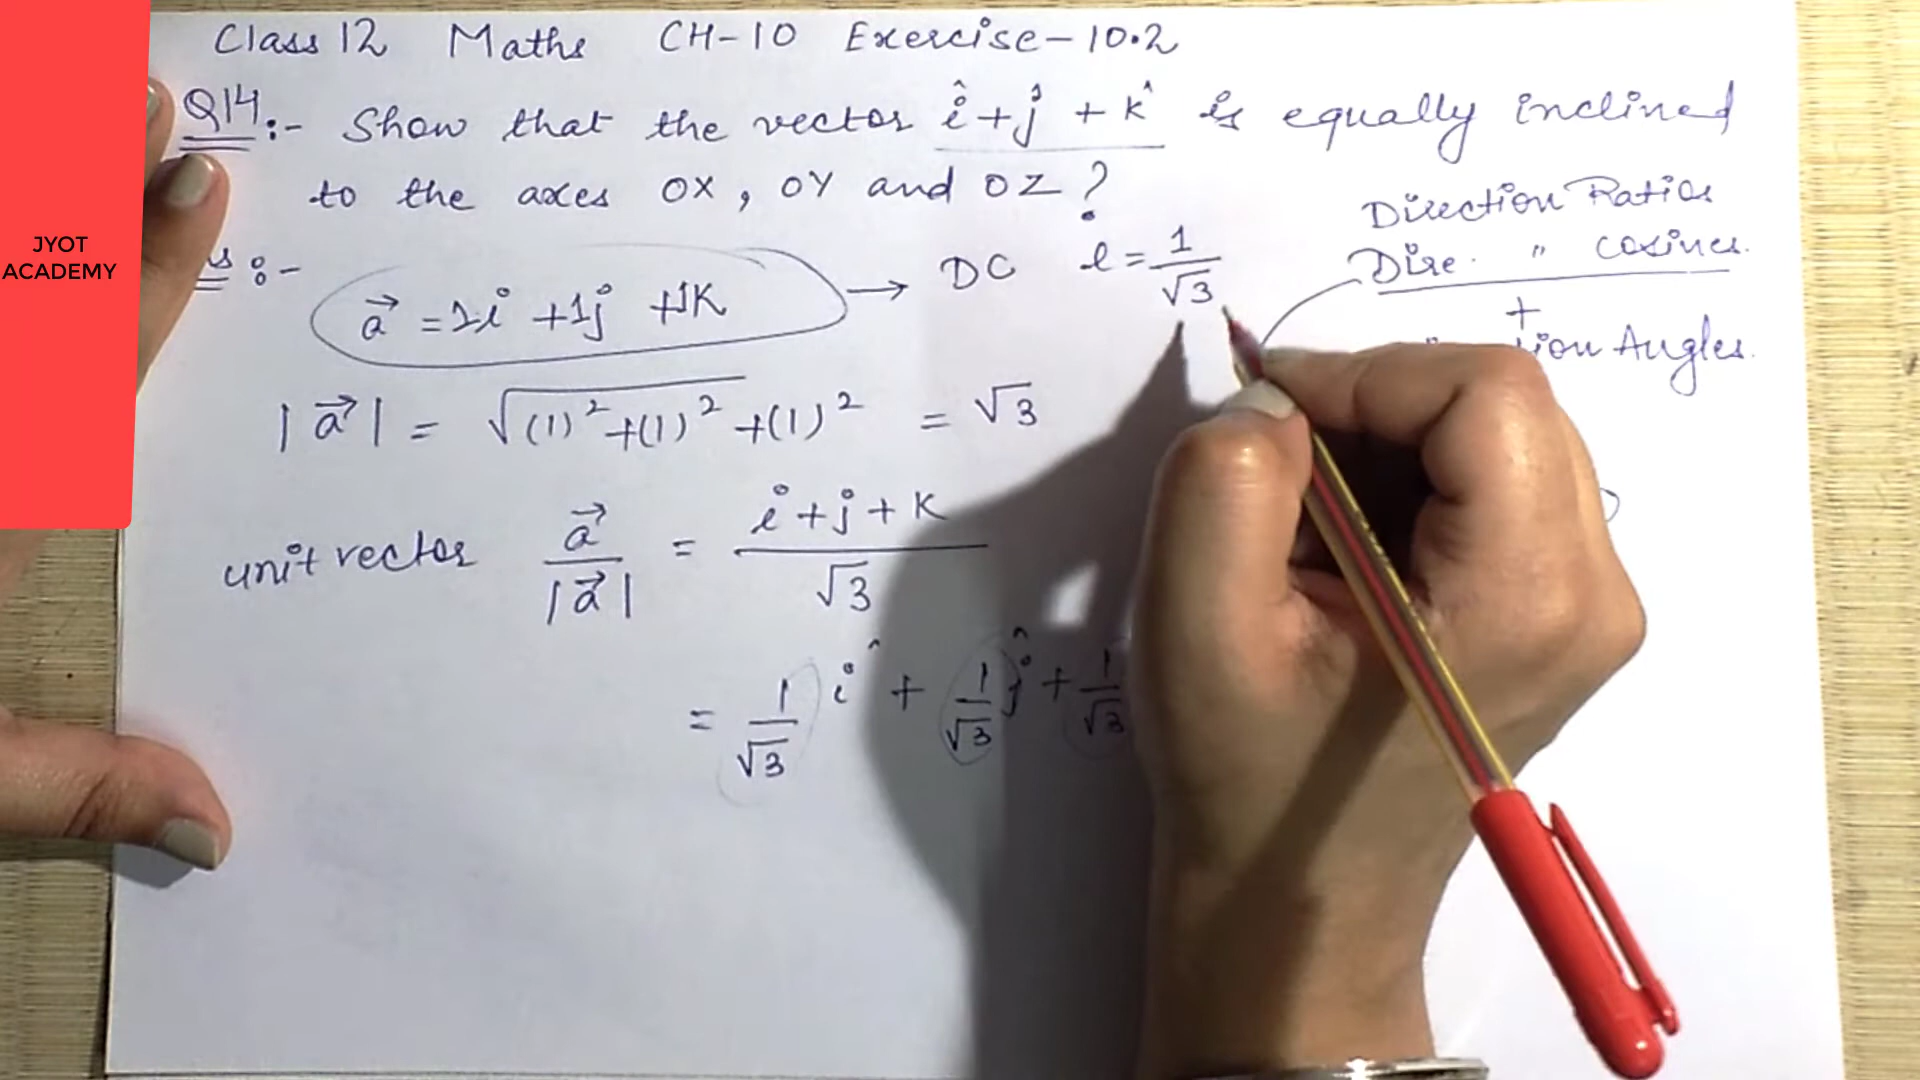 Class 12 Maths CH-10 Exercise-10.2
Q14:- Show that the vector î+ĵ+k̂ is equally inclined
to the axes OX, OY and OZ?
Direction Ratios
Dire. " cosines.
+
Angles.
JYOT
ACADEMY
:-
a⃗ = 1i + 1j + 1K → DC l = 1/√3
|a⃗| = √(1)²+(1)²+(1)² = √3
unit vector a⃗/|a⃗| = i+j+K/√3
= 1/√3 î + 1/√3 ĵ + 1/√3